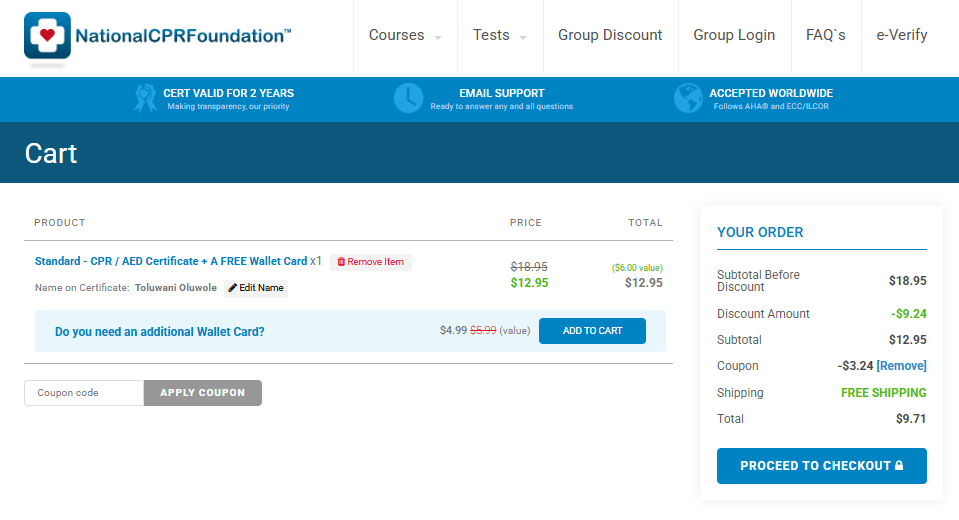 NationalCPRFoundation™
Courses Tests Group Discount Group Login FAQ`s e-Verify
CERT VALID FOR 2 YEARS
Making transparency, our priority
EMAIL SUPPORT
Ready to answer any and all questions
ACCEPTED WORLDWIDE
Follows AHA® and ECC/ILCOR
Cart
PRODUCT PRICE TOTAL
Standard - CPR / AED Certificate + A FREE Wallet Card x1 Remove Item
$18.95 ($6.00 value)
$12.95 $12.95
Name on Certificate: Toluwani Oluwole Edit Name
Do you need an additional Wallet Card? $4.99 $5.99 (value) ADD TO CART
Coupon code APPLY COUPON
YOUR ORDER
Subtotal Before
Discount $18.95
Discount Amount -$9.24
Subtotal $12.95
Coupon -$3.24 [Remove]
Shipping FREE SHIPPING
Total $9.71
PROCEED TO CHECKOUT